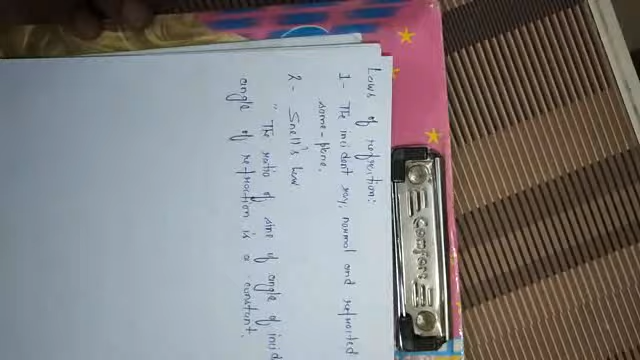 Laws of refraction:
1- The incident ray, normal and refracted
same-plane.
2- Snell's law
" The ratio of sine of angle of incid
angle of refraction is a constant.
COMFORT